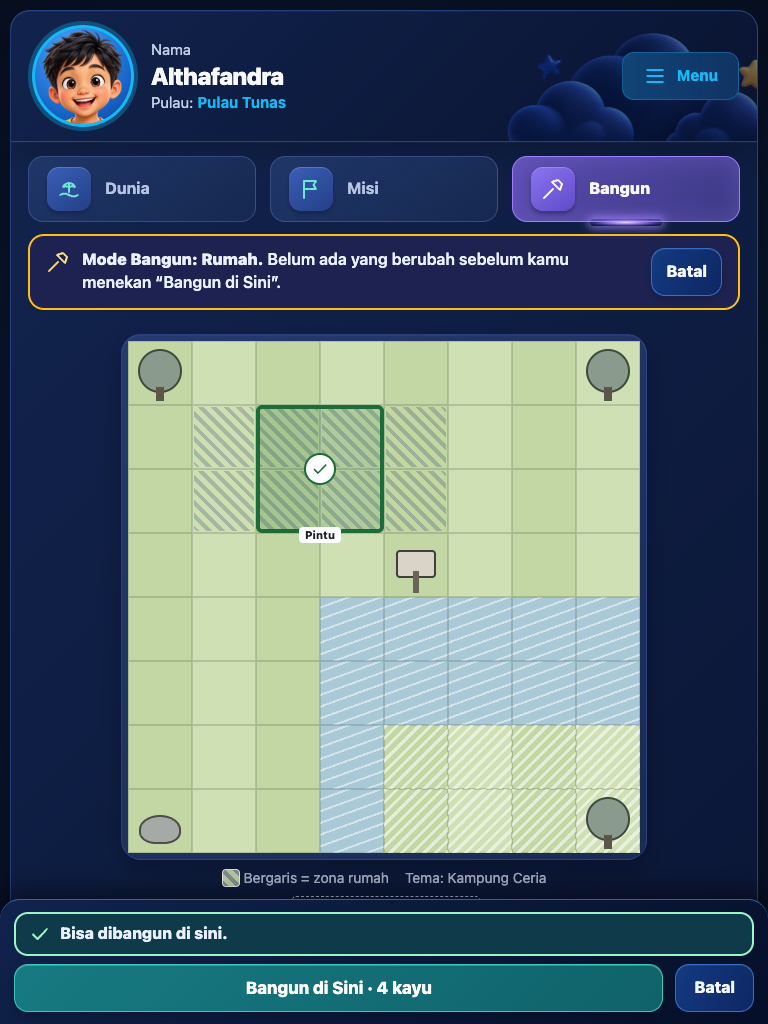 Nama
Althafandra
Pulau: Pulau Tunas
Menu
Dunia
Misi
Bangun
Mode Bangun: Rumah. Belum ada yang berubah sebelum kamu
menekan “Bangun di Sini”.
Batal
Pintu
Bergaris = zona rumah
Tema: Kampung Ceria
Bisa dibangun di sini.
Bangun di Sini · 4 kayu
Batal